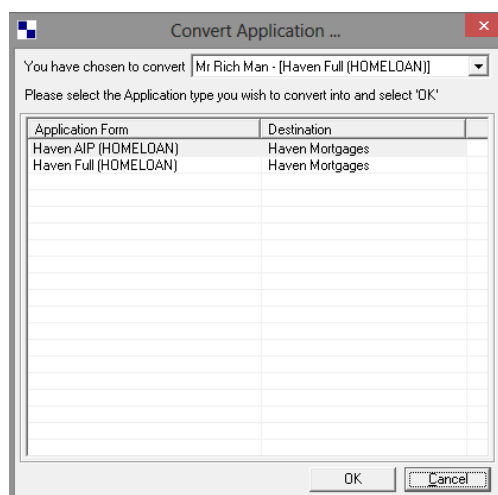 Convert Application ...
You have chosen to convert Mr Rich Man - [Haven Full (HOMELOAN)]
Please select the Application type you wish to convert into and select 'OK'
Application Form Destination
Haven AIP (HOMELOAN) Haven Mortgages
Haven Full (HOMELOAN) Haven Mortgages
OK Cancel